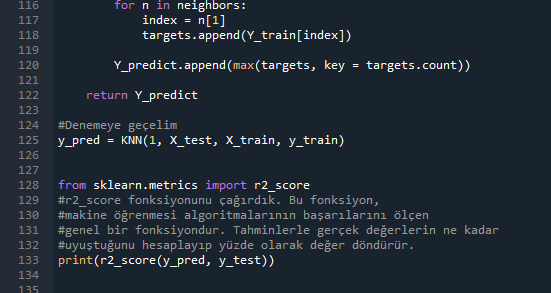 116 for n in neighbors:
117 index = n[1]
118 targets.append(Y_train[index])
119
120 Y_predict.append(max(targets, key = targets.count))
121
122 return Y_predict
123
124 #Denemeye geçelim
125 y_pred = KNN(1, X_test, X_train, y_train)
126
127
128 from sklearn.metrics import r2_score
129 #r2_score fonksiyonunu çağırdık. Bu fonksiyon,
130 #makine öğrenmesi algoritmalarının başarılarını ölçen
131 #genel bir fonksiyondur. Tahminlerle gerçek değerlerin ne kadar
132 #uyuştuğunu hesaplayıp yüzde olarak değer döndürür.
133 print(r2_score(y_pred, y_test))
134
135